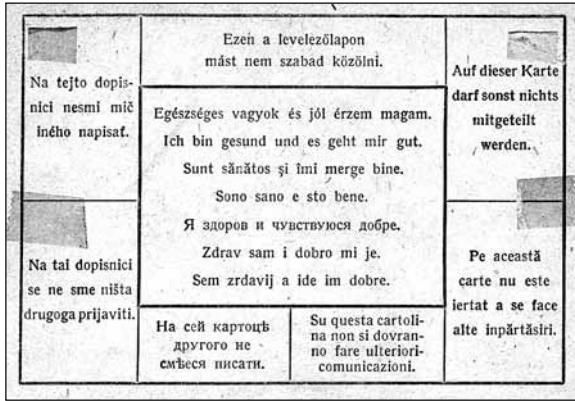 Ezen a levelezőlapon
mást nem szabad közölni.
Na tejto dopis-
nici nesmi mič
iného napisať.
Auf dieser Karte
darf sonst nichts
mitgeteilt
werden.
Egészséges vagyok és jól érzem magam.
Ich bin gesund und es geht mir gut.
Sunt sănătos și îmi merge bine.
Sono sano e sto bene.
Я здоров и чувствуюся добре.
Zdrav sam i dobro mi je.
Sem zrdavij a ide im dobre.
Na tai dopisnici
se ne sme ništa
drugoga prijaviti.
Pe această
carte nu este
iertat a se face
alte inpărtăsiri.
На сей картоцѣ
другого не
смѣеся писати.
Su questa cartoli-
na non si dovran-
no fare ulteriori-
comunicazioni.